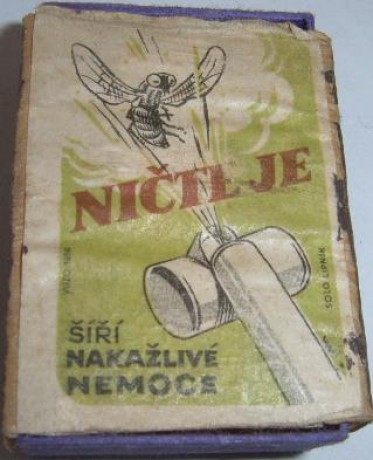 NIČTE JE
ŠÍŘÍ
NAKAŽLIVÉ
NEMOCE
SOLO LIPNÍK